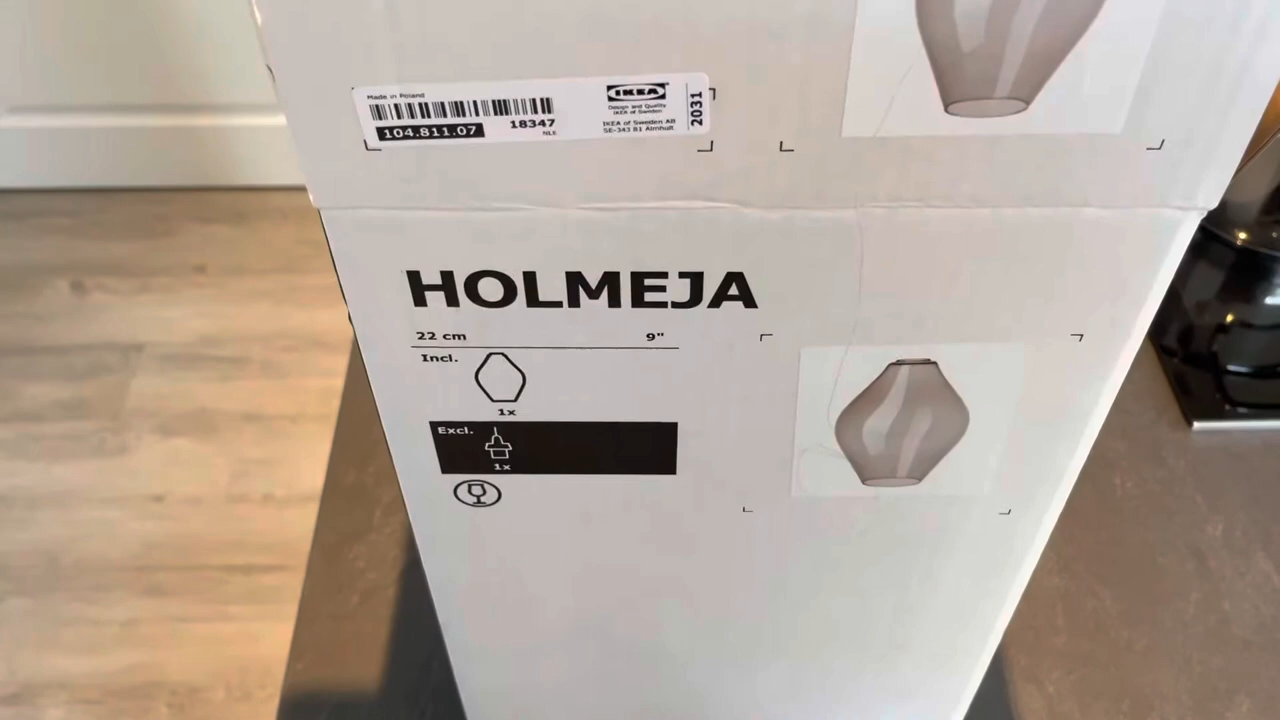 Made in Poland
104.811.07
18347
NLE
IKEA
Design and Quality
IKEA of Sweden
IKEA of Sweden AB
SE-343 81 Älmhult
2031
HOLMEJA
22 cm 9"
Incl.
1x
Excl.
1x